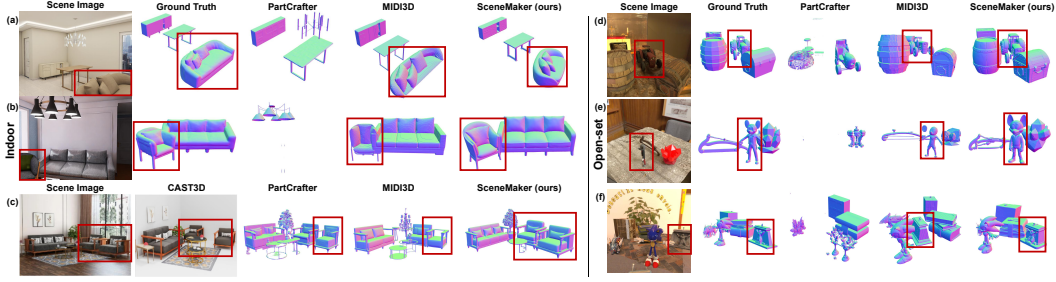 Scene Image Ground Truth PartCrafter MIDI3D SceneMaker (ours)
(a)
(b)
Indoor
Scene Image CAST3D PartCrafter MIDI3D SceneMaker (ours)
(c)
Scene Image Ground Truth PartCrafter MIDI3D SceneMaker (ours)
(d)
(e)
Open-set
(f)